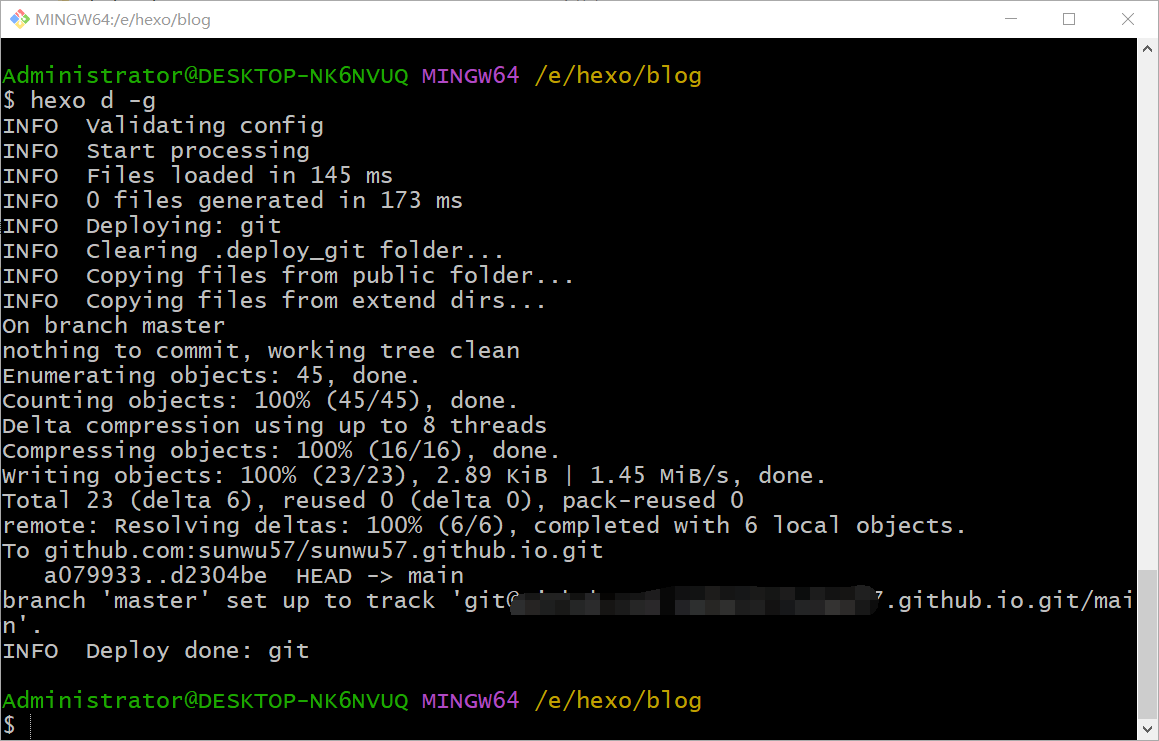 MINGW64:/e/hexo/blog
Administrator@DESKTOP-NK6NVUQ MINGW64 /e/hexo/blog
$ hexo d -g
INFO  Validating config
INFO  Start processing
INFO  Files loaded in 145 ms
INFO  0 files generated in 173 ms
INFO  Deploying: git
INFO  Clearing .deploy_git folder...
INFO  Copying files from public folder...
INFO  Copying files from extend dirs...
On branch master
nothing to commit, working tree clean
Enumerating objects: 45, done.
Counting objects: 100% (45/45), done.
Delta compression using up to 8 threads
Compressing objects: 100% (16/16), done.
Writing objects: 100% (23/23), 2.89 KiB | 1.45 MiB/s, done.
Total 23 (delta 6), reused 0 (delta 0), pack-reused 0
remote: Resolving deltas: 100% (6/6), completed with 6 local objects.
To github.com:sunwu57/sunwu57.github.io.git
   a079933..d2304be  HEAD -> main
branch 'master' set up to track 'git@ .github.io.git/mai
n'.
INFO  Deploy done: git
Administrator@DESKTOP-NK6NVUQ MINGW64 /e/hexo/blog
$